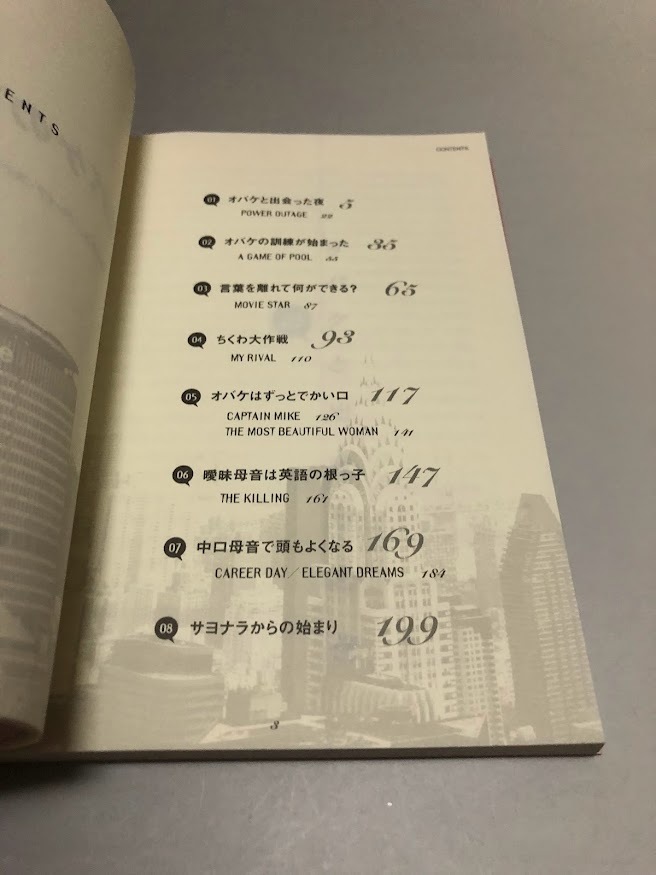 ENTS
CONTENTS
01 オバケと出会った夜 5
POWER OUTAGE 22
02 オバケの訓練が始まった 35
A GAME OF POOL 55
03 言葉を離れて何ができる? 65
MOVIE STAR 87
04 ちくわ大作戦 93
MY RIVAL 110
05 オバケはずっとでかい口 117
CAPTAIN MIKE 126
THE MOST BEAUTIFUL WOMAN 141
06 曖昧母音は英語の根っ子 147
THE KILLING 161
07 中口母音で頭もよくなる 169
CAREER DAY/ELEGANT DREAMS 184
08 サヨナラからの始まり 199
3